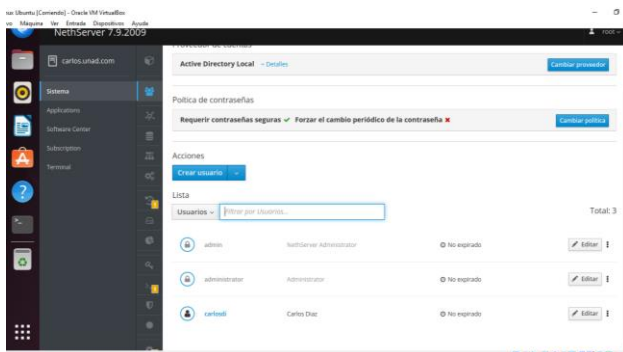 nux Ubuntu [Corriendo] - Oracle VM VirtualBox
vo Máquina Ver Entrada Dispositivos Ayuda
NethServer 7.9.2009
root
carlos.unad.com
Active Directory Local Detalles
Cambiar proveedor
Sistema
Política de contraseñas
Applications
Requerir contraseñas seguras ✔ Forzar el cambio periódico de la contraseña ✖
Cambiar política
Software Center
Subscription
Acciones
Terminal
Crear usuario
Lista
Usuarios Filtrar por Usuarios...
Total: 3
admin NethServer Administrator No expirado Editar
administrator Administrator No expirado Editar
carlosdi Carlos Diaz No expirado Editar